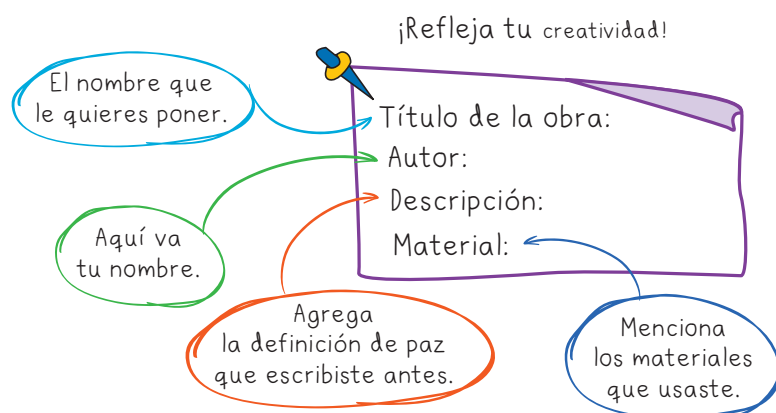 ¡Refleja tu creatividad!
El nombre que
le quieres poner.
Título de la obra:
Autor:
Descripción:
Material:
Aquí va
tu nombre.
Agrega
la definición de paz
que escribiste antes.
Menciona
los materiales
que usaste.